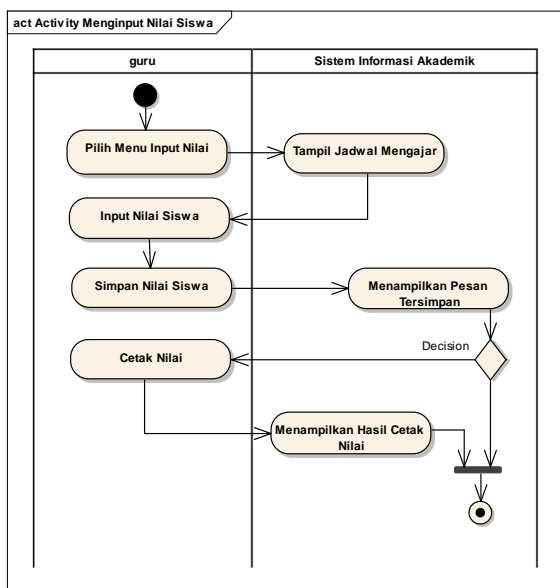 act Activity Menginput Nilai Siswa
guru
Sistem Informasi Akademik
Pilih Menu Input Nilai
Tampil Jadwal Mengajar
Input Nilai Siswa
Simpan Nilai Siswa
Menampilkan Pesan
Tersimpan
Decision
Cetak Nilai
Menampilkan Hasil Cetak
Nilai